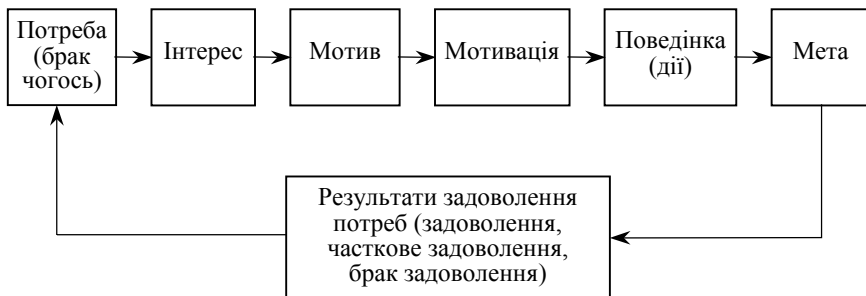 Потреба
(брак
чогось)
Інтерес
Мотив
Мотивація
Поведінка
(дії)
Мета
Результати задоволення
потреб (задоволення,
часткове задоволення,
брак задоволення)